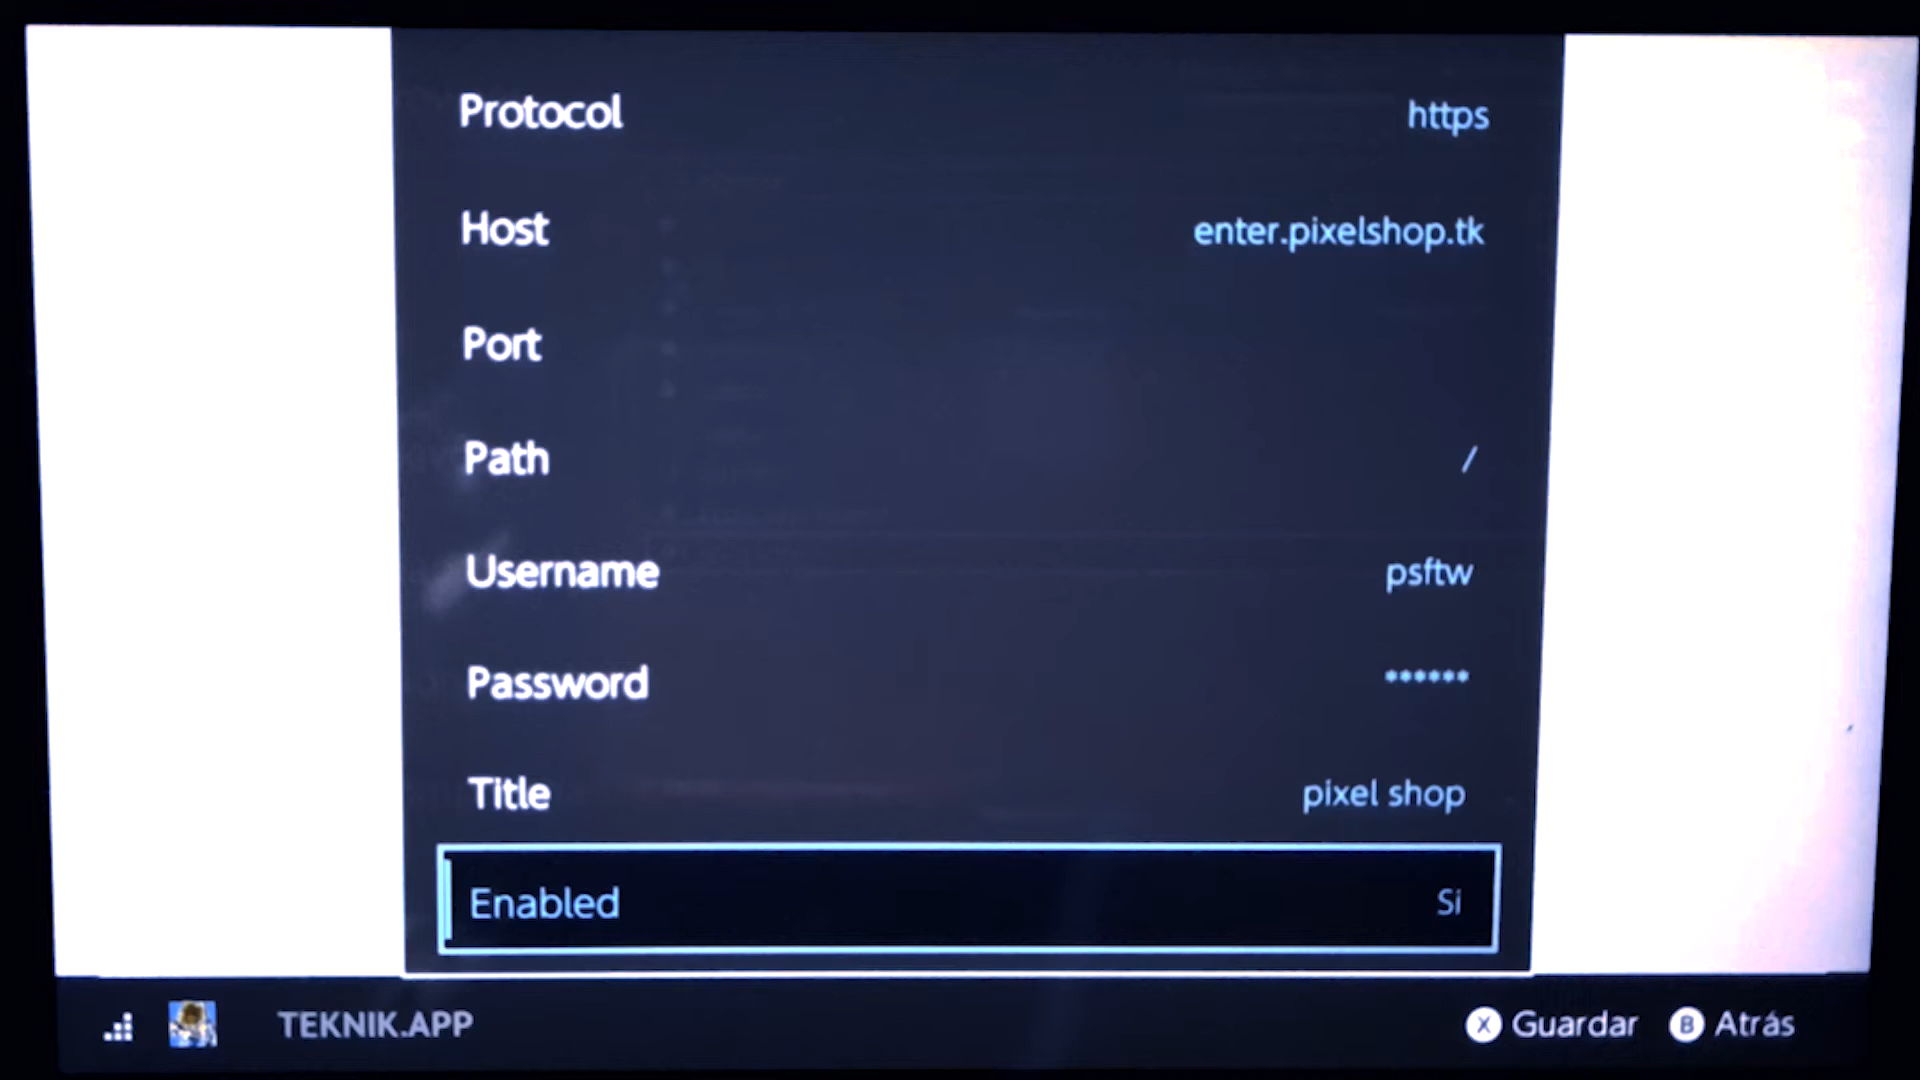 Protocol https
Host enter.pixelshop.tk
Port
Path /
Username psftw
Password ******
Title pixel shop
Enabled Si
TEKNIK.APP X Guardar B Atrás